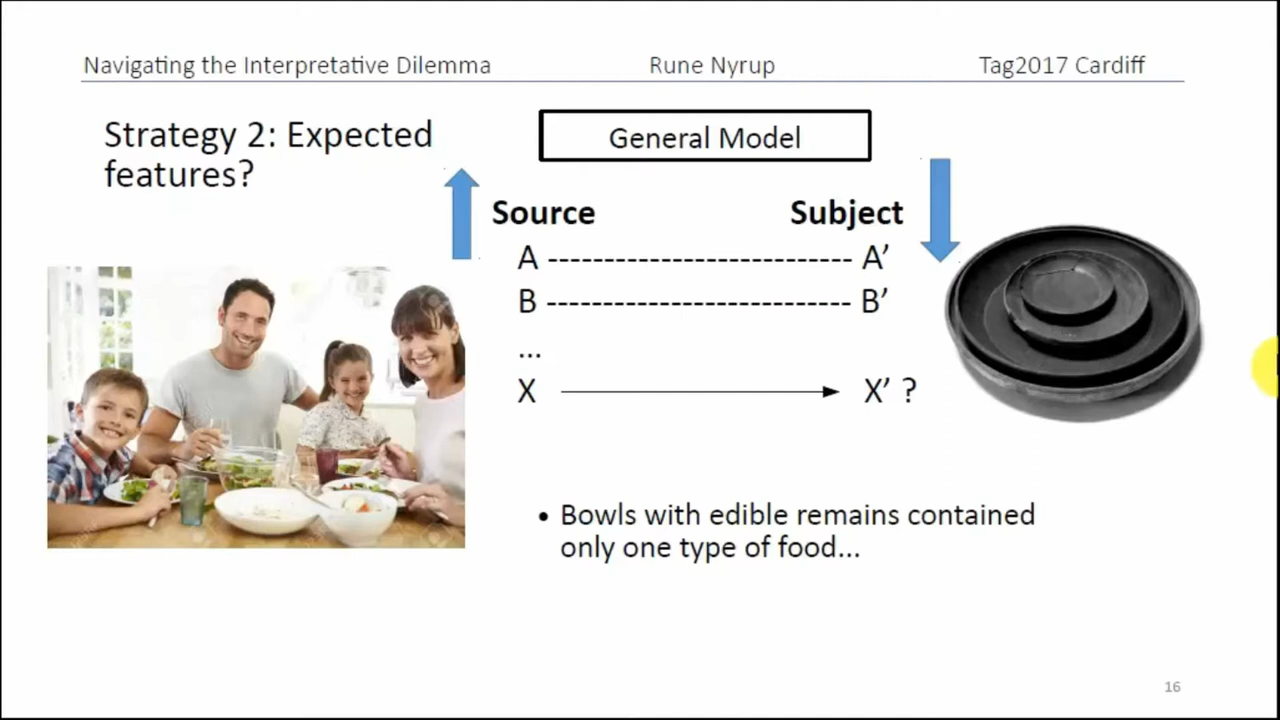 Navigating the Interpretative Dilemma Rune Nyrup Tag2017 Cardiff
Strategy 2: Expected
features?
General Model
Source Subject
A --------------------------- A’
B --------------------------- B’
...
X X’ ?
• Bowls with edible remains contained
only one type of food...
16